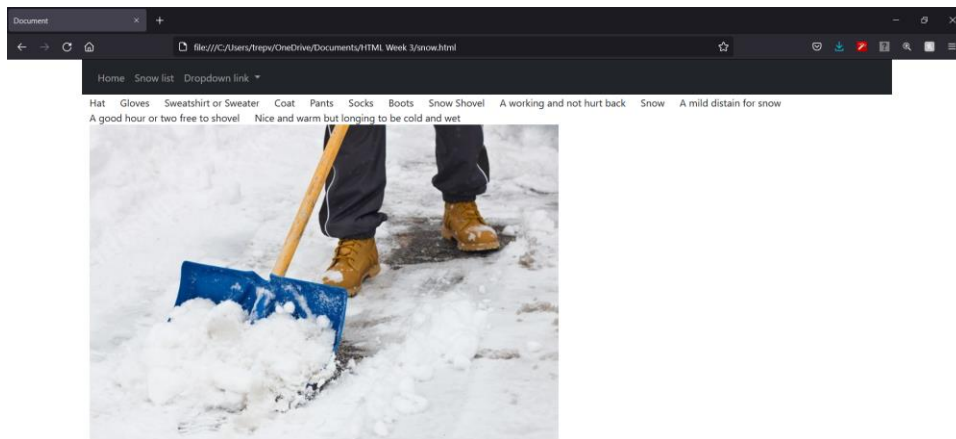 Document
file:///C:/Users/trepv/OneDrive/Documents/HTML Week 3/snow.html
Home Snow list Dropdown link
Hat Gloves Sweatshirt or Sweater Coat Pants Socks Boots Snow Shovel A working and not hurt back Snow A mild distain for snow
A good hour or two free to shovel Nice and warm but longing to be cold and wet